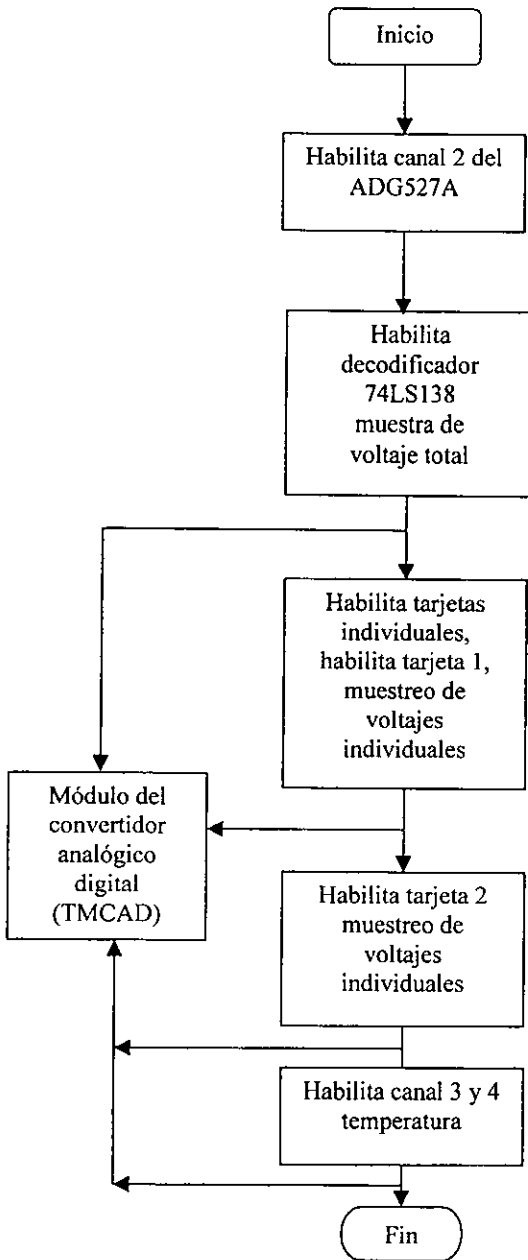 Inicio
Habilita canal 2 del
ADG527A
Habilita
decodificador
74LS138
muestra de
voltaje total
Habilita tarjetas
individuales,
habilita tarjeta 1,
muestreo de
voltajes
individuales
Módulo del
convertidor
analógico
digital
(TMCAD)
Habilita tarjeta 2
muestreo de
voltajes
individuales
Habilita canal 3 y 4
temperatura
Fin